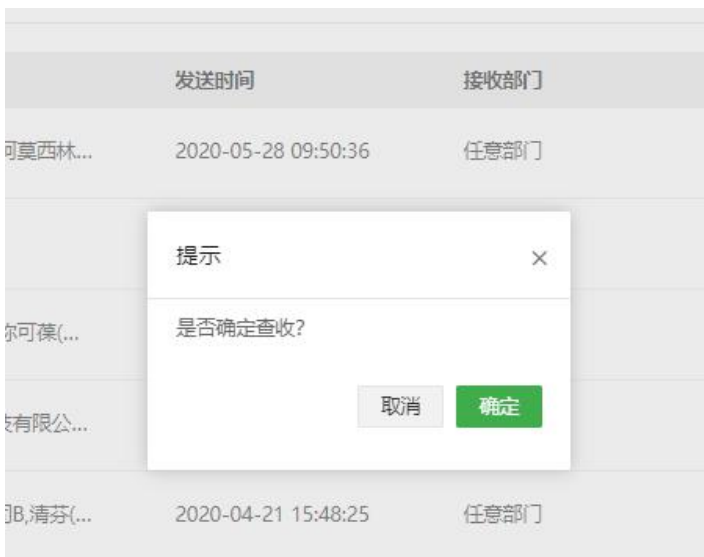 发送时间 接收部门
阿莫西林... 2020-05-28 09:50:36 任意部门
提示 ×
是否确定查收?
尔可葆(...
技有限公...
取消 确定
B,清芬(... 2020-04-21 15:48:25 任意部门